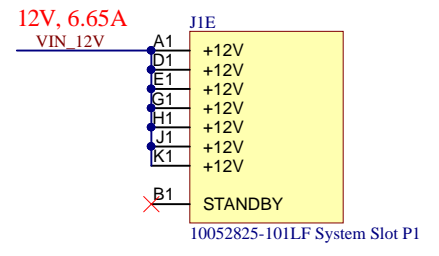 12V, 6.65A
VIN_12V
J1E
A1 +12V
D1 +12V
E1 +12V
G1 +12V
H1 +12V
J1 +12V
K1 +12V
B1 STANDBY
10052825-101LF System Slot P1